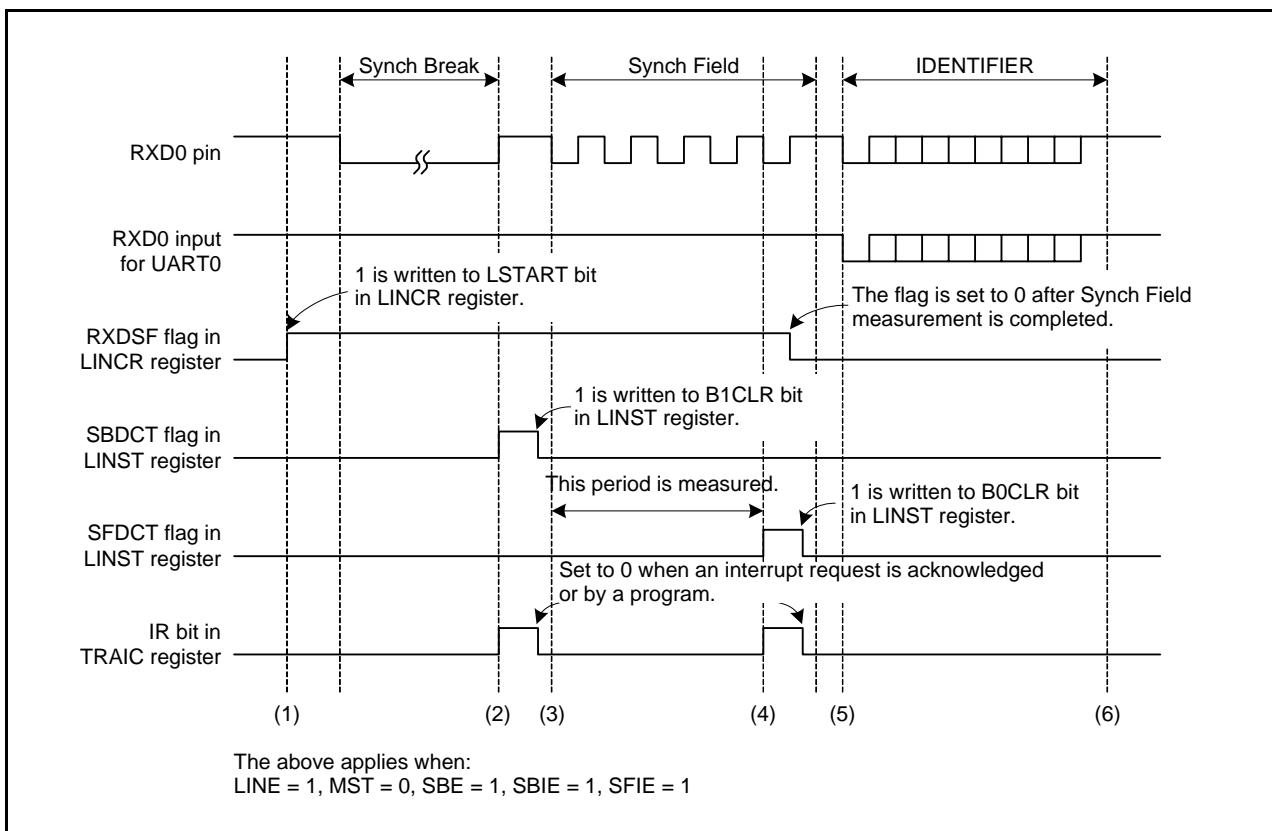 Synch Break
Synch Field
IDENTIFIER
RXD0 pin
RXD0 input
for UART0
1 is written to LSTART bit
in LINCR register.
The flag is set to 0 after Synch Field
measurement is completed.
RXDSF flag in
LINCR register
1 is written to B1CLR bit
in LINST register.
SBDCT flag in
LINST register
This period is measured.
1 is written to B0CLR bit
in LINST register.
SFDCT flag in
LINST register
Set to 0 when an interrupt request is acknowledged
or by a program.
IR bit in
TRAIC register
(1) (2) (3) (4) (5) (6)
The above applies when:
LINE = 1, MST = 0, SBE = 1, SBIE = 1, SFIE = 1